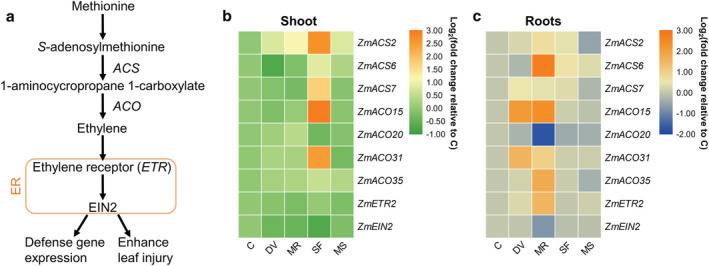 a
Methionine
S-adenosylmethionine
ACS
1-aminocycropropane 1-carboxylate
ACO
Ethylene
ER
Ethylene receptor (ETR)
EIN2
Defense gene
expression
Enhance
leaf injury
b
Shoot
ZmACS2
ZmACS6
ZmACS7
ZmACO15
ZmACO20
ZmACO31
ZmACO35
ZmETR2
ZmEIN2
C DV MR SF MS
3.00
2.50
2.00
1.50
1.00
0.50
0.00
-0.50
-1.00
Log2(fold change relative to C)
c
Roots
ZmACS2
ZmACS6
ZmACS7
ZmACO15
ZmACO20
ZmACO31
ZmACO35
ZmETR2
ZmEIN2
C DV MR SF MS
3.00
2.00
1.00
0.00
-1.00
-2.00
Log2(fold change relative to C)